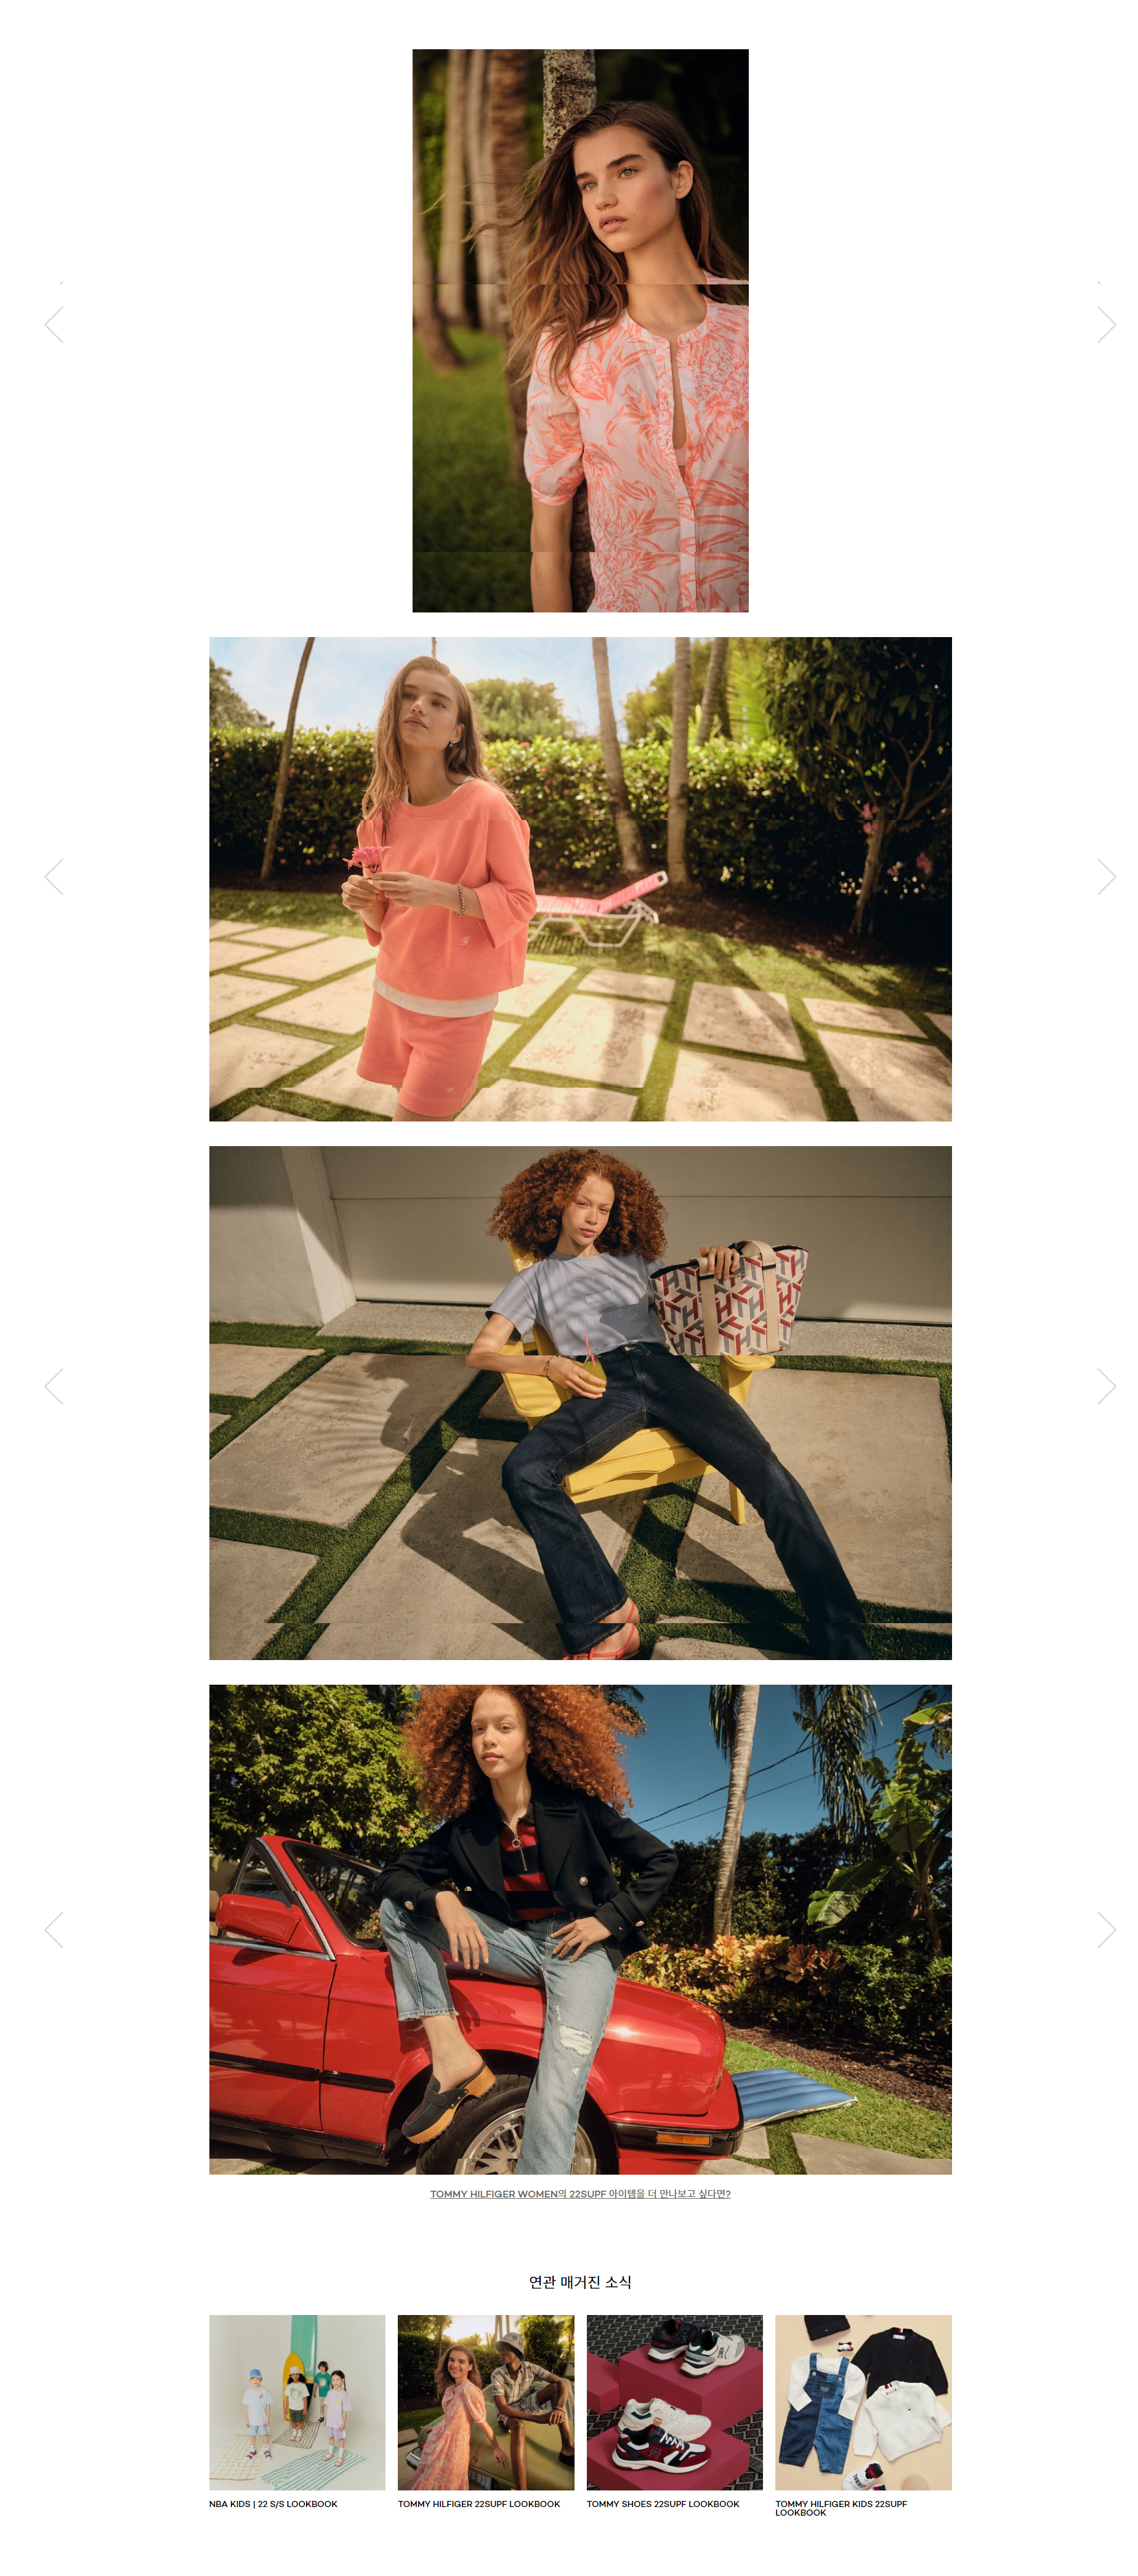 TOMMY HILFIGER WOMEN의 22SUPF 아이템을 더 만나보고 싶다면?
연관 매거진 소식
NBA KIDS | 22 S/S LOOKBOOK
TOMMY HILFIGER 22SUPF LOOKBOOK
TOMMY SHOES 22SUPF LOOKBOOK
TOMMY HILFIGER KIDS 22SUPF
LOOKBOOK